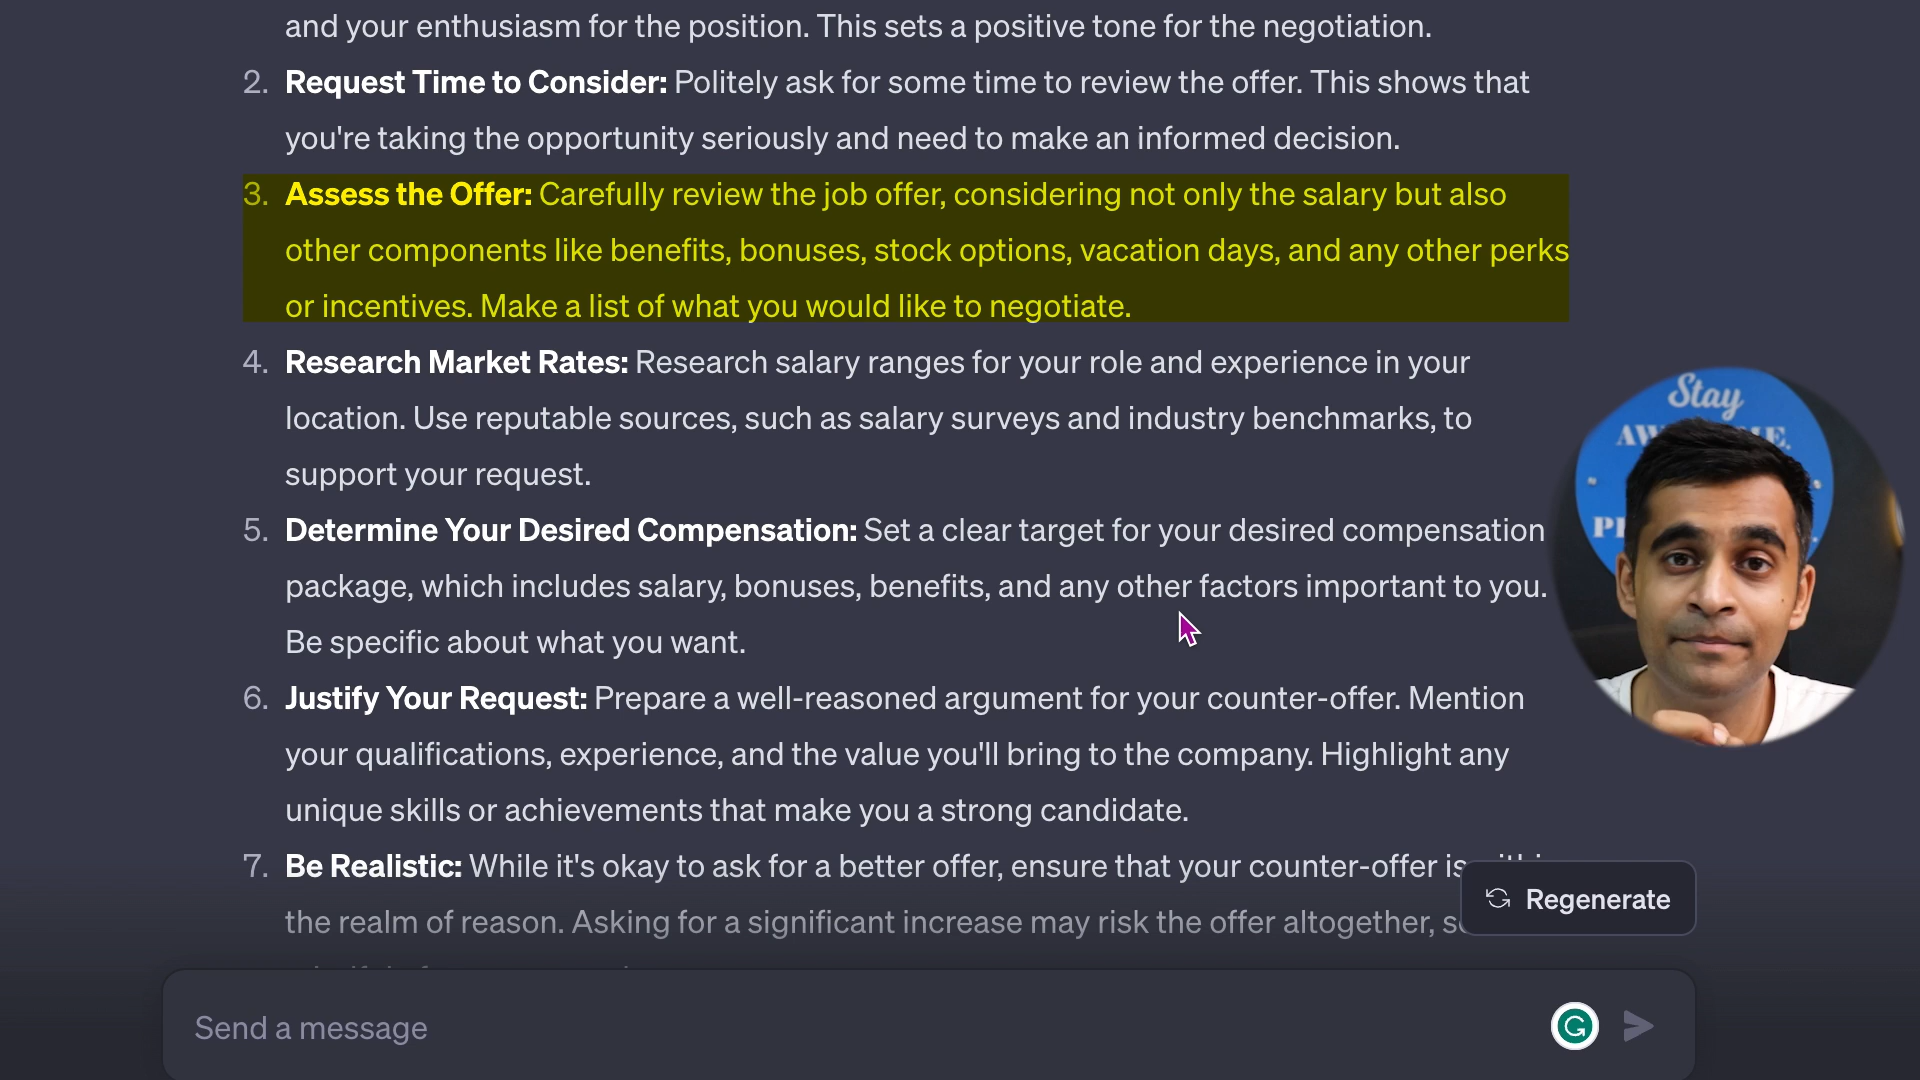 and your enthusiasm for the position. This sets a positive tone for the negotiation.
2. Request Time to Consider: Politely ask for some time to review the offer. This shows that
you're taking the opportunity seriously and need to make an informed decision.
3. Assess the Offer: Carefully review the job offer, considering not only the salary but also
other components like benefits, bonuses, stock options, vacation days, and any other perks
or incentives. Make a list of what you would like to negotiate.
4. Research Market Rates: Research salary ranges for your role and experience in your
location. Use reputable sources, such as salary surveys and industry benchmarks, to
support your request.
Stay
5. Determine Your Desired Compensation: Set a clear target for your desired compensation
package, which includes salary, bonuses, benefits, and any other factors important to you.
Be specific about what you want.
6. Justify Your Request: Prepare a well-reasoned argument for your counter-offer. Mention
your qualifications, experience, and the value you'll bring to the company. Highlight any
unique skills or achievements that make you a strong candidate.
7. Be Realistic: While it's okay to ask for a better offer, ensure that your counter-offer is
the realm of reason. Asking for a significant increase may risk the offer altogether,
Regenerate
Send a message